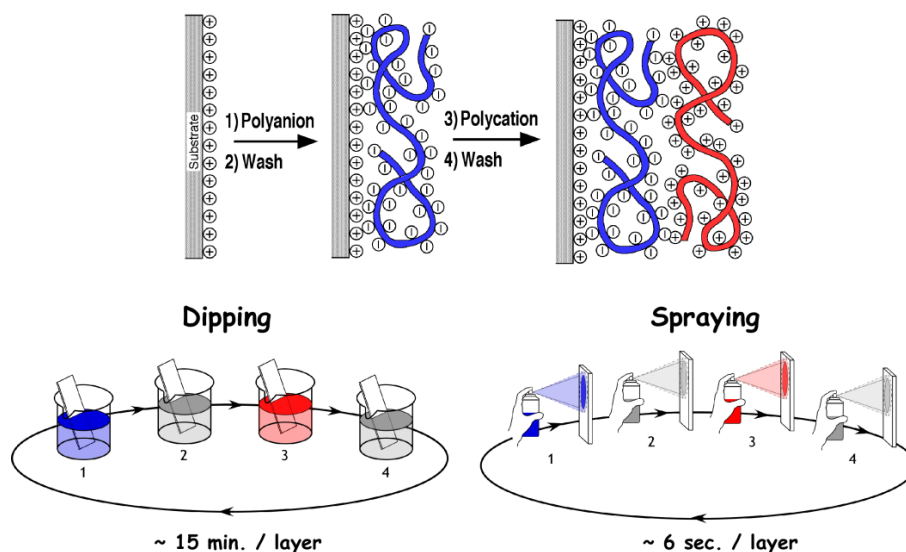 Substrate
1) Polyanion
2) Wash
3) Polycation
4) Wash
Dipping
Spraying
1
2
3
4
1
2
3
4
~ 15 min. / layer
~ 6 sec. / layer